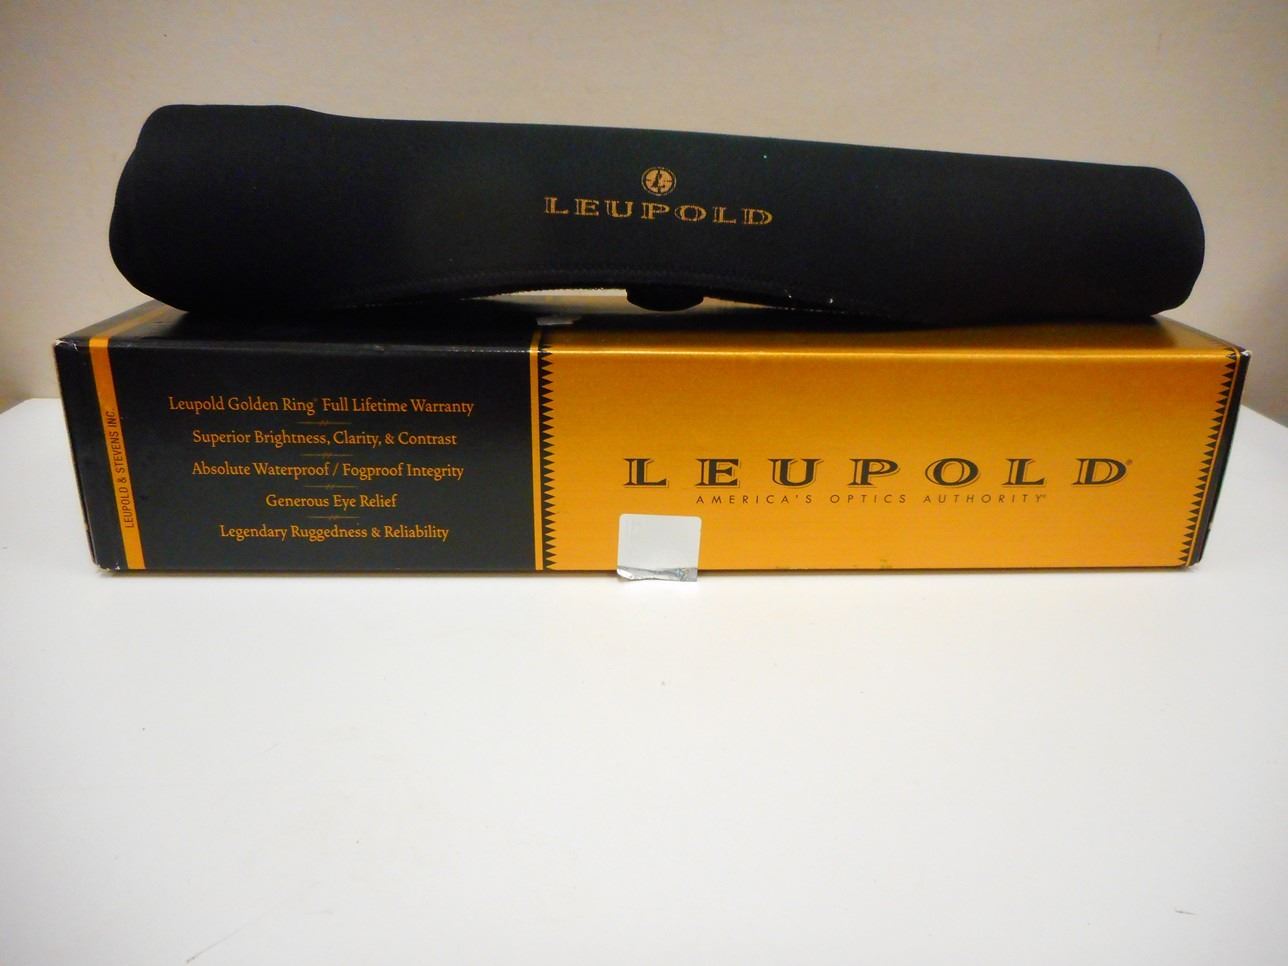 LEUPOLD
LEUPOLD & STEVENS INC.
Leupold Golden Ring® Full Lifetime Warranty
Superior Brightness, Clarity, & Contrast
Absolute Waterproof / Fogproof Integrity
Generous Eye Relief
Legendary Ruggedness & Reliability
LEUPOLD®
AMERICA'S OPTICS AUTHORITY®